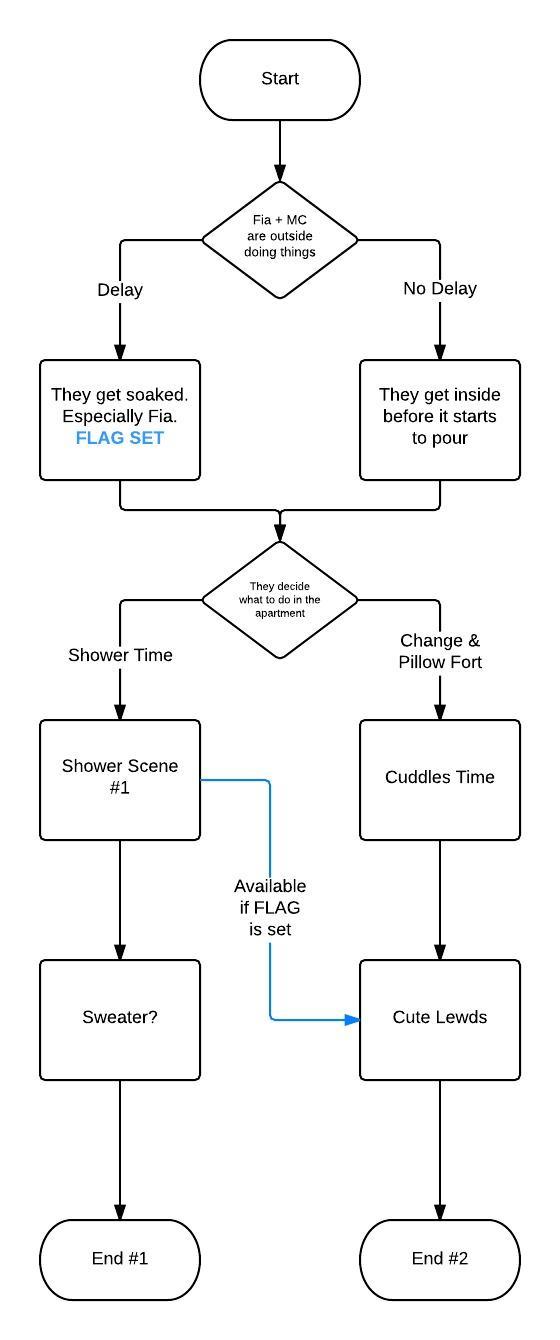 Start
Fia + MC
are outside
doing things
Delay
No Delay
They get soaked.
Especially Fia.
FLAG SET
They get inside
before it starts
to pour
They decide
what to do in the
apartment
Shower Time
Change &
Pillow Fort
Shower Scene
#1
Cuddles Time
Available
if FLAG
is set
Sweater?
Cute Lewds
End #1
End #2